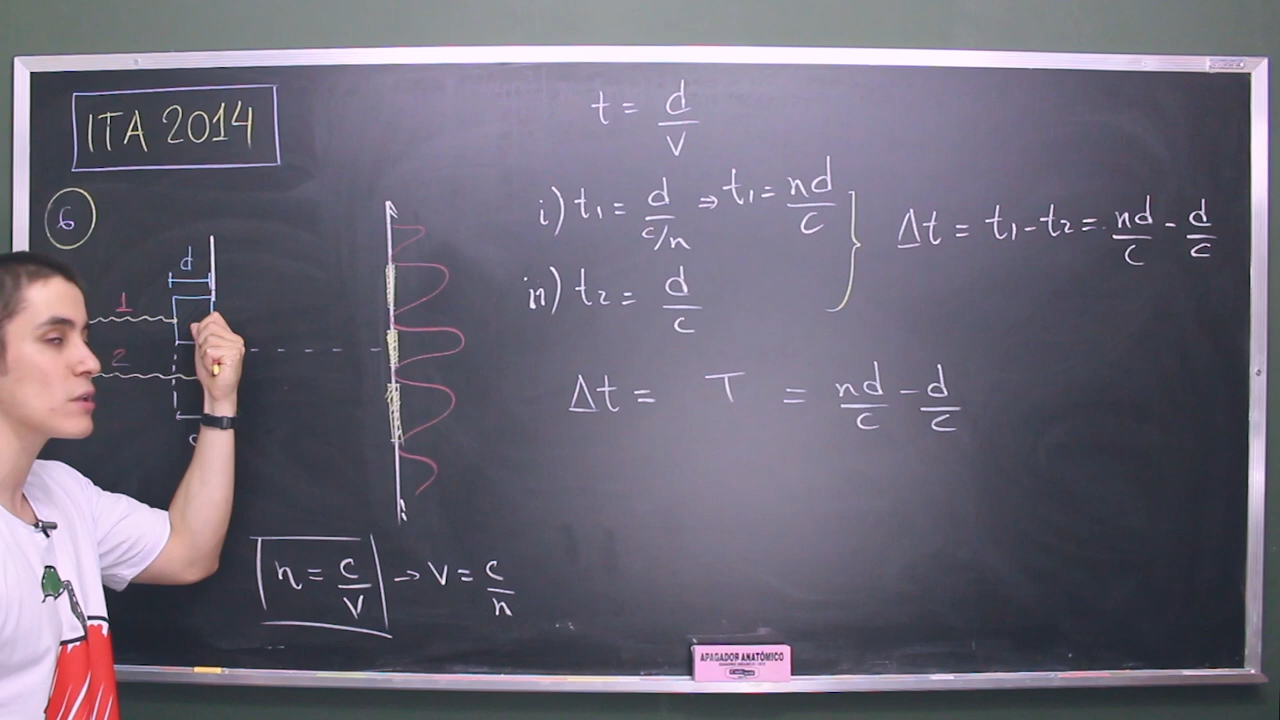 ITA 2014
6
t = d/v
i) t₁ = d/(c/n) ⇒ t₁ = nd/c
ii) t₂ = d/c
Δt = t₁ - t₂ = nd/c - d/c
Δt = T = nd/c - d/c
d
1
2
n = c/v → v = c/n
APAGADOR ANATÔMICO